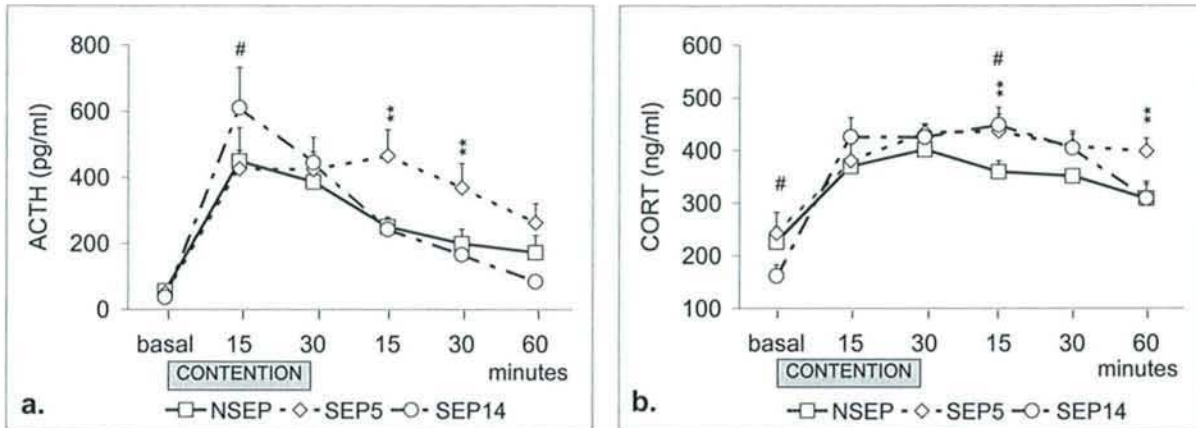 800
600
400
200
0
ACTH (pg/ml)
#
**
**
basal 15 30 15 30 60
CONTENTION
minutes
a.
NSEP SEP5 SEP14
600
500
400
300
200
100
CORT (ng/ml)
#
#
**
**
basal 15 30 15 30 60
CONTENTION
minutes
b.
NSEP SEP5 SEP14